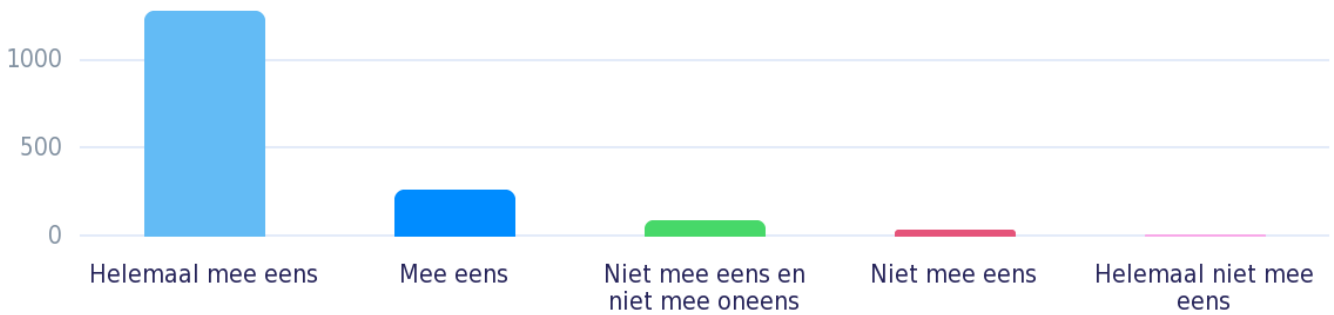 1000
500
0
Helemaal mee eens
Mee eens
Niet mee eens en
niet mee oneens
Niet mee eens
Helemaal niet mee
eens